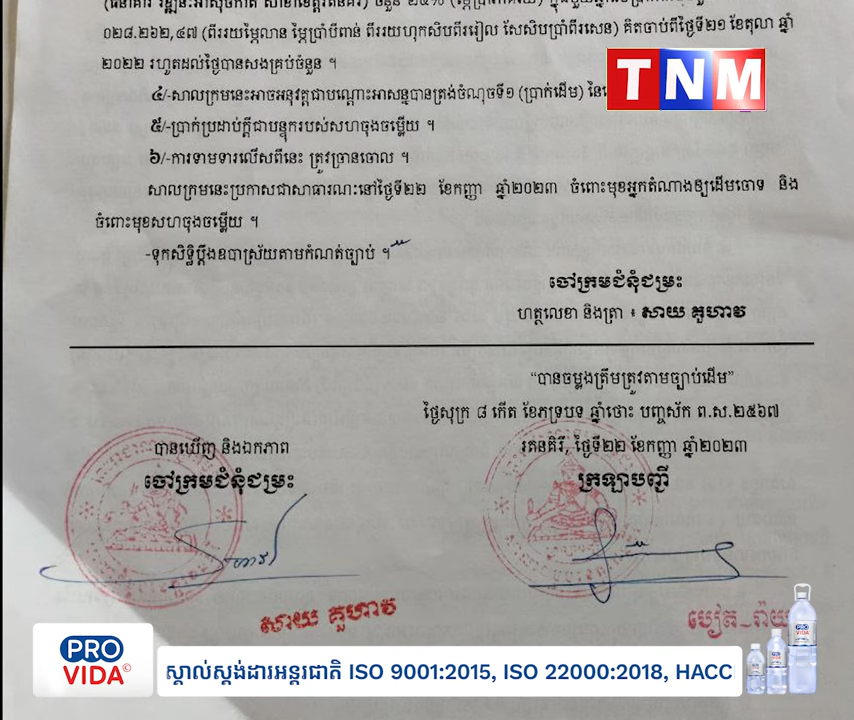 ០២៨.២៦២,៤៧ (ពីររយម្ភៃលាន ម្ភៃប្រាំបីពាន់ ពីររយហុកសិបពីររៀល សែសិបប្រាំពីរសេន) គិតចាប់ពីថ្ងៃទី២១ ខែតុលា ឆ្នាំ
២០២២ រហូតដល់ថ្ងៃបានសងគ្រប់ចំនួន ។
TNM
៤/-សាលក្រមនេះអាចអនុវត្តជាបណ្តោះអាសន្នបានត្រង់ចំណុចទី១ (ប្រាក់ដើម)
៥/-ប្រាក់ប្រដាប់ក្តីជាបន្ទុករបស់សហចុងចម្លើយ ។
៦/-ការទាមទារលើសពីនេះ ត្រូវច្រានចោល ។
សាលក្រមនេះប្រកាសជាសាធារណៈនៅថ្ងៃទី២២ ខែកញ្ញា ឆ្នាំ២០២៣ ចំពោះមុខអ្នកតំណាងឲ្យដើមចោទ និង
ចំពោះមុខសហចុងចម្លើយ ។
-ទុកសិទ្ធិប្តឹងឧបាស្រ័យតាមកំណត់ច្បាប់ ។
ចៅក្រមជំនុំជម្រះ
ហត្ថលេខា និងត្រា ៖ សាយ គួហាវ
“បានចម្លងត្រឹមត្រូវតាមច្បាប់ដើម”
ថ្ងៃសុក្រ ៨ កើត ខែភទ្របទ ឆ្នាំថោះ បញ្ចស័ក ព.ស.២៥៦៧
រតនគិរី, ថ្ងៃទី២២ ខែកញ្ញា ឆ្នាំ២០២៣
ក្រឡាបញ្ជី
បានឃើញ និងឯកភាព
ចៅក្រមជំនុំជម្រះ
សាយ គួហាវ
បៀត_រ៉ាយ
PRO VIDA©
ស្តាល់ស្តង់ដារអន្តរជាតិ ISO 9001:2015, ISO 22000:2018, HACC